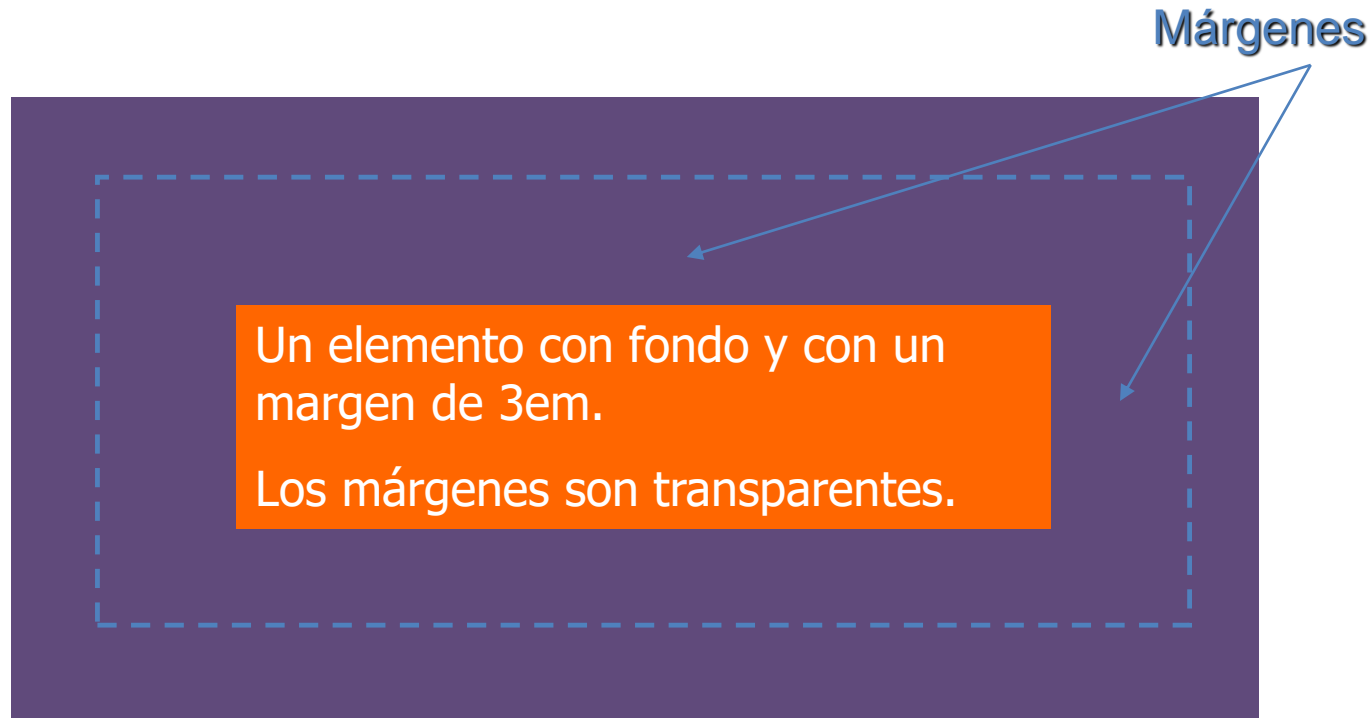 Márgenes
Un elemento con fondo y con un
margen de 3em.
Los márgenes son transparentes.